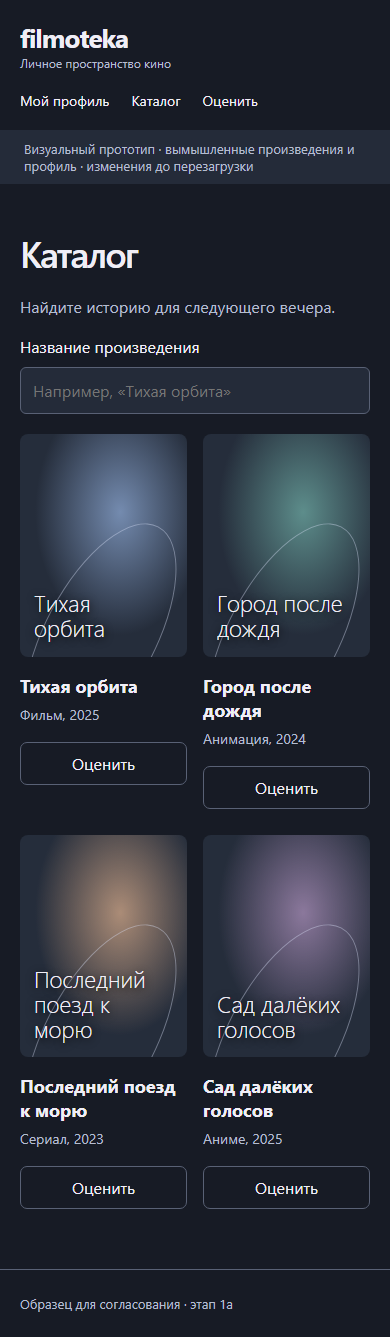 filmoteka
Личное пространство кино
Мой профиль Каталог Оценить
Визуальный прототип · вымышленные произведения и
профиль · изменения до перезагрузки
Каталог
Найдите историю для следующего вечера.
Название произведения
Например, «Тихая орбита»
Тихая
орбита
Тихая орбита
Фильм, 2025
Оценить
Город после
дождя
Город после
дождя
Анимация, 2024
Оценить
Последний
поезд к
морю
Последний поезд
к морю
Сериал, 2023
Оценить
Сад далёких
голосов
Сад далёких
голосов
Аниме, 2025
Оценить
Образец для согласования · этап 1а